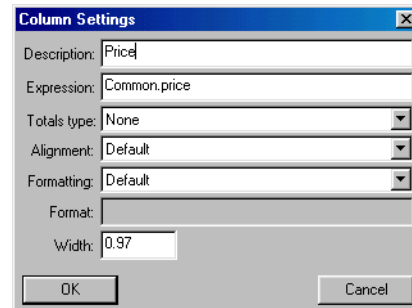 Column Settings
Description: Price
Expression: Common.price
Totals type: None
Alignment: Default
Formatting: Default
Format:
Width: 0.97
OK Cancel